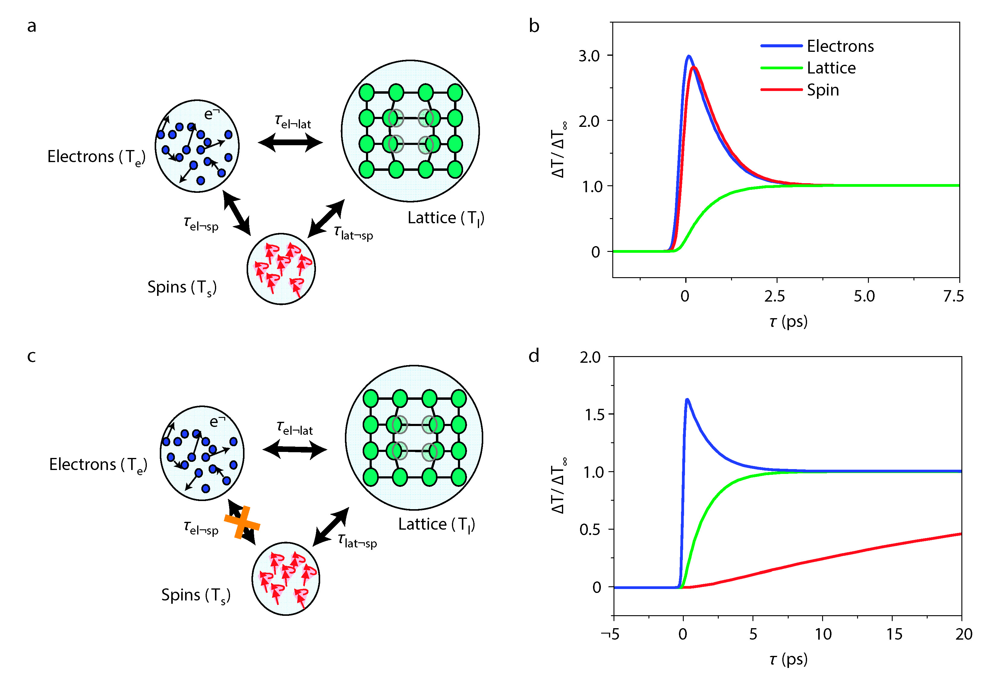 a
e¬
τel¬lat
Electrons (Te)
τel¬sp
τlat¬sp
Lattice (Tl)
Spins (Ts)
b
Electrons
Lattice
Spin
3.0
2.0
1.0
0
ΔT/ ΔT∞
0 2.5 5.0 7.5
τ (ps)
c
e¬
τel¬lat
Electrons (Te)
τel¬sp
τlat¬sp
Lattice (Tl)
Spins (Ts)
d
2.0
1.5
1.0
0.5
0
ΔT/ ΔT∞
¬5 0 5 10 15 20
τ (ps)